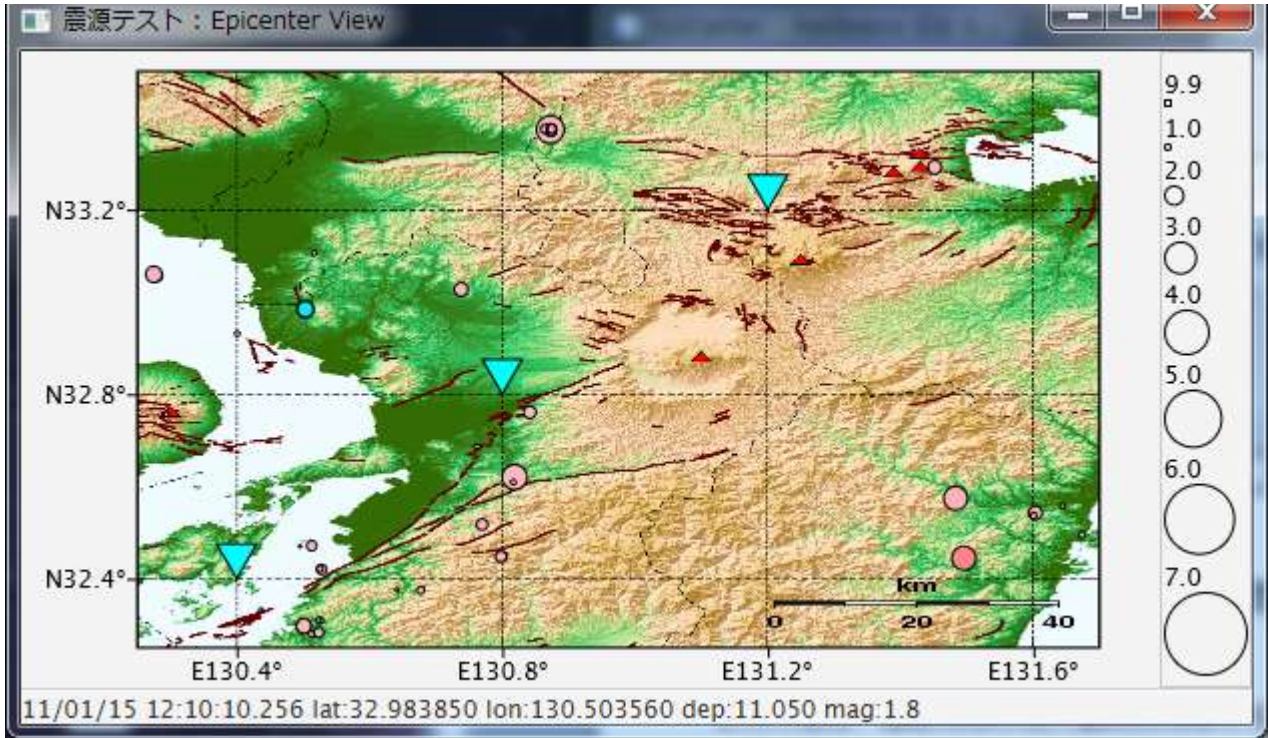 震源テスト：Epicenter View
9.9
1.0
2.0
3.0
4.0
5.0
6.0
7.0
N33.2°
N32.8°
N32.4°
km
0 20 40
E130.4° E130.8° E131.2° E131.6°
11/01/15 12:10:10.256 lat:32.983850 lon:130.503560 dep:11.050 mag:1.8